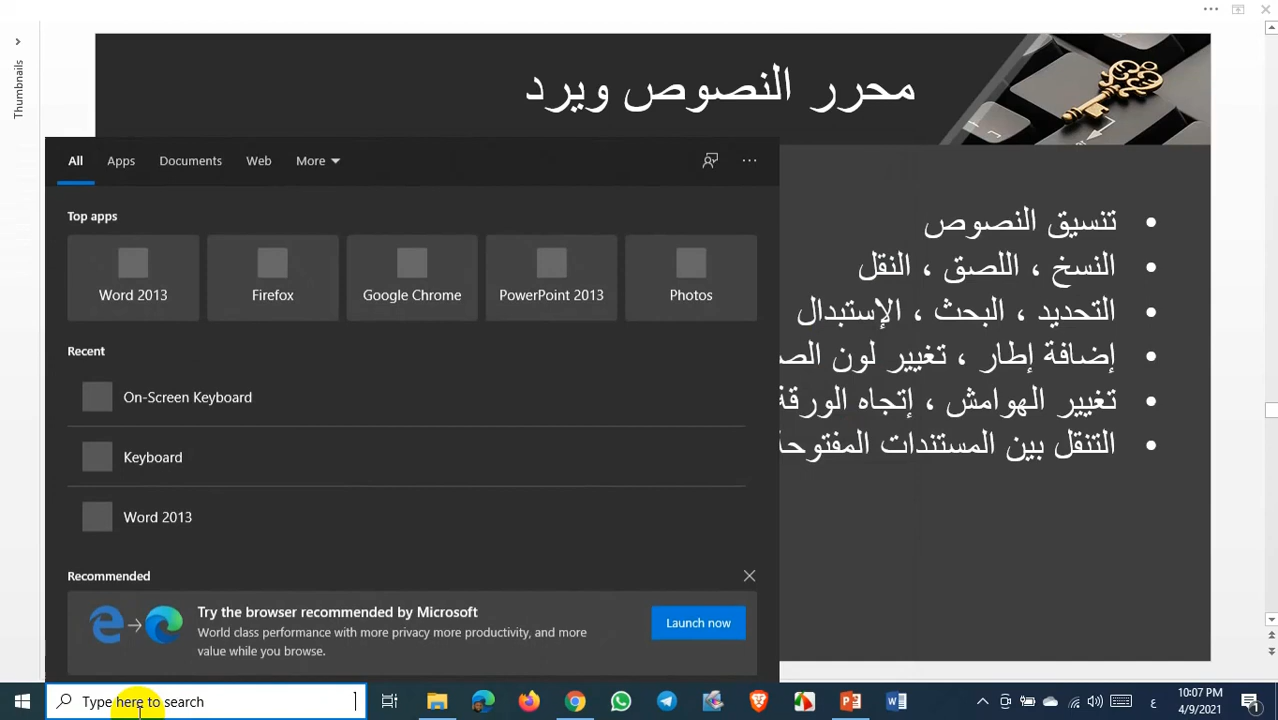 Thumbnails
محرر النصوص ويرد
All Apps Documents Web More
Top apps
Word 2013 Firefox Google Chrome PowerPoint 2013 Photos
Recent
On-Screen Keyboard
Keyboard
Word 2013
Recommended
Try the browser recommended by Microsoft
World class performance with more privacy more productivity, and more
value while you browse.
Launch now
تنسيق النصوص
النسخ ، اللصق ، النقل
التحديد ، البحث ، الإستبدال
إضافة إطار ، تغيير لون
تغيير الهوامش ، إتجاه الورقة
التنقل بين المستندات المفتوحة
Type here to search
ع
10:07 PM
4/9/2021
1